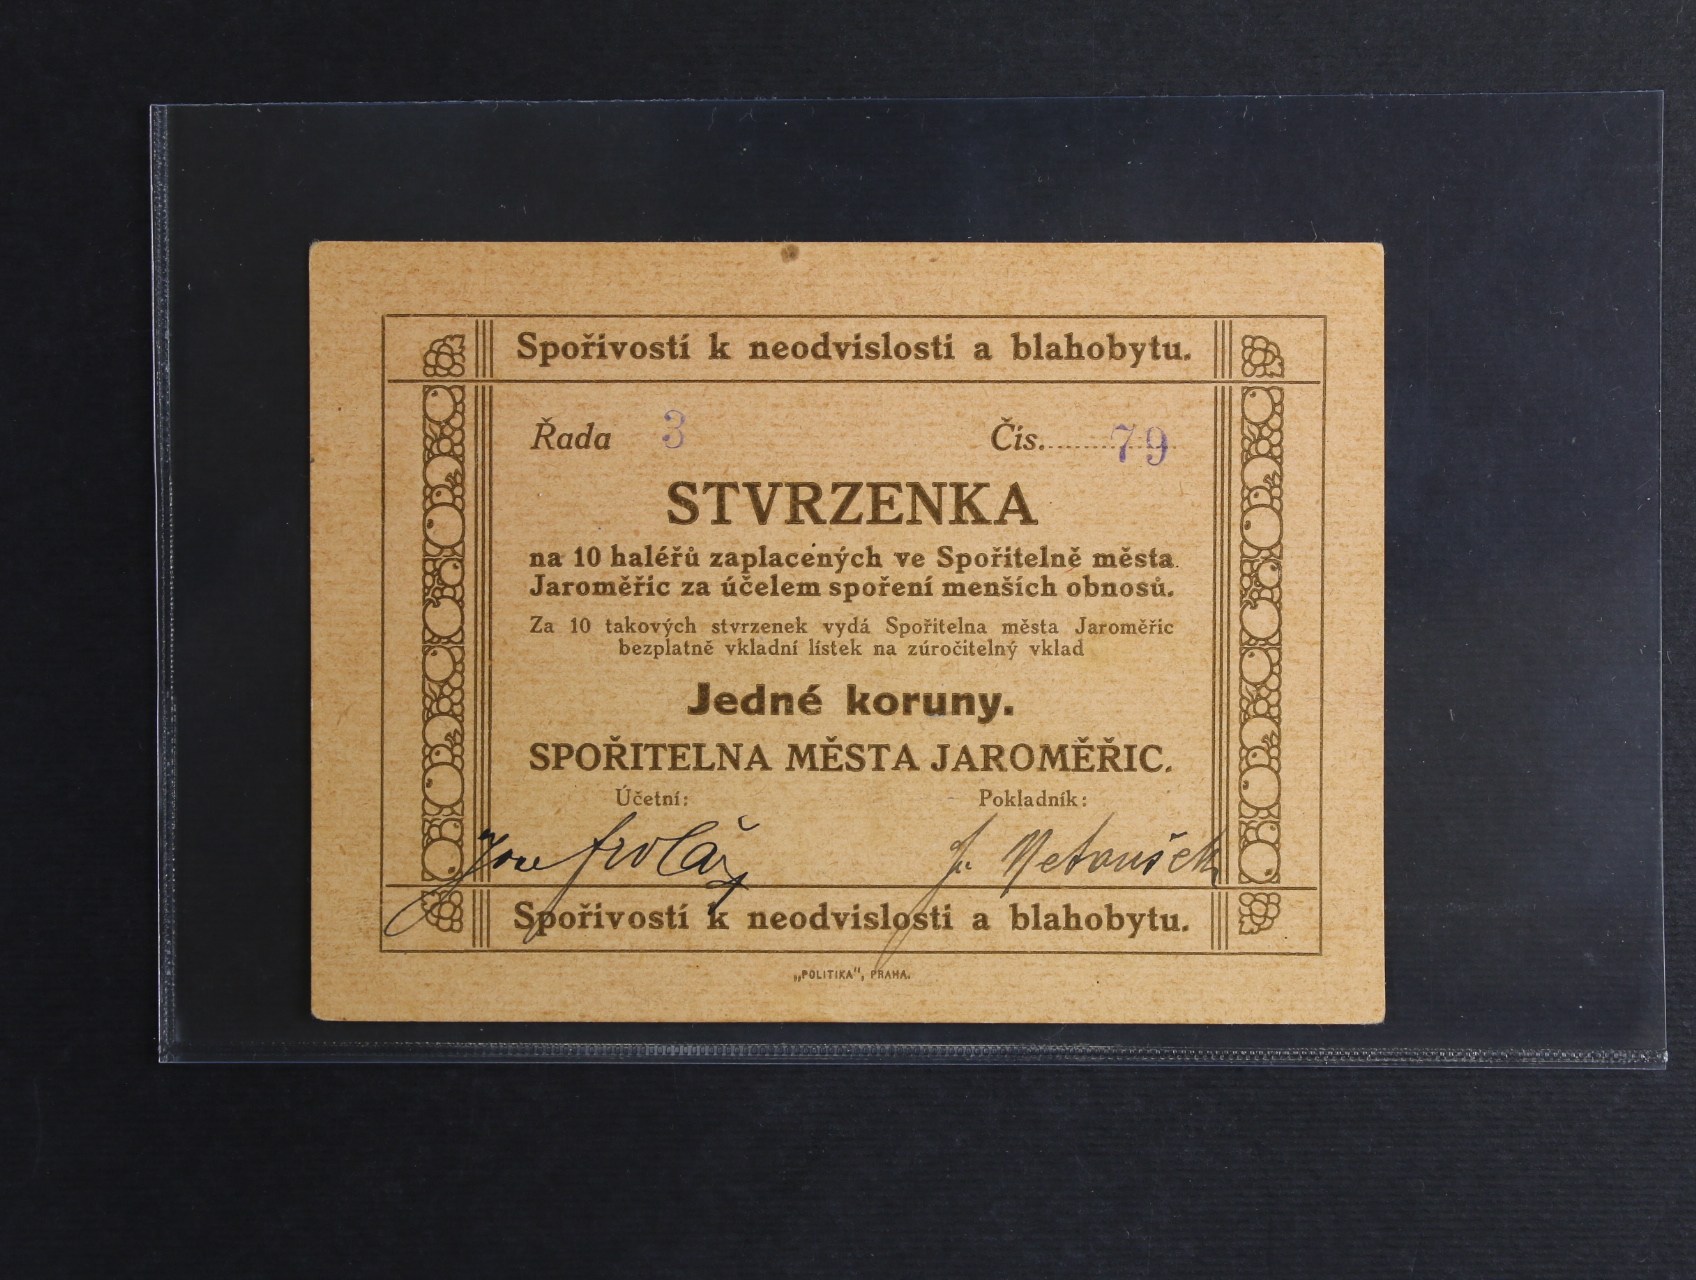 Spořivostí k neodvislosti a blahobytu.
Řada 3 Čís. 79
STVRZENKA
na 10 haléřů zaplacených ve Spořitelně města
Jaroměřic za účelem spoření menších obnosů.
Za 10 takových stvrzenek vydá Spořitelna města Jaroměřic
bezplatně vkladní lístek na zúročitelný vklad
Jedné koruny.
SPOŘITELNA MĚSTA JAROMĚŘIC.
Účetní: Pokladník:
J. Netoušek
Spořivostí k neodvislosti a blahobytu.
„POLITIKA", PRAHA.